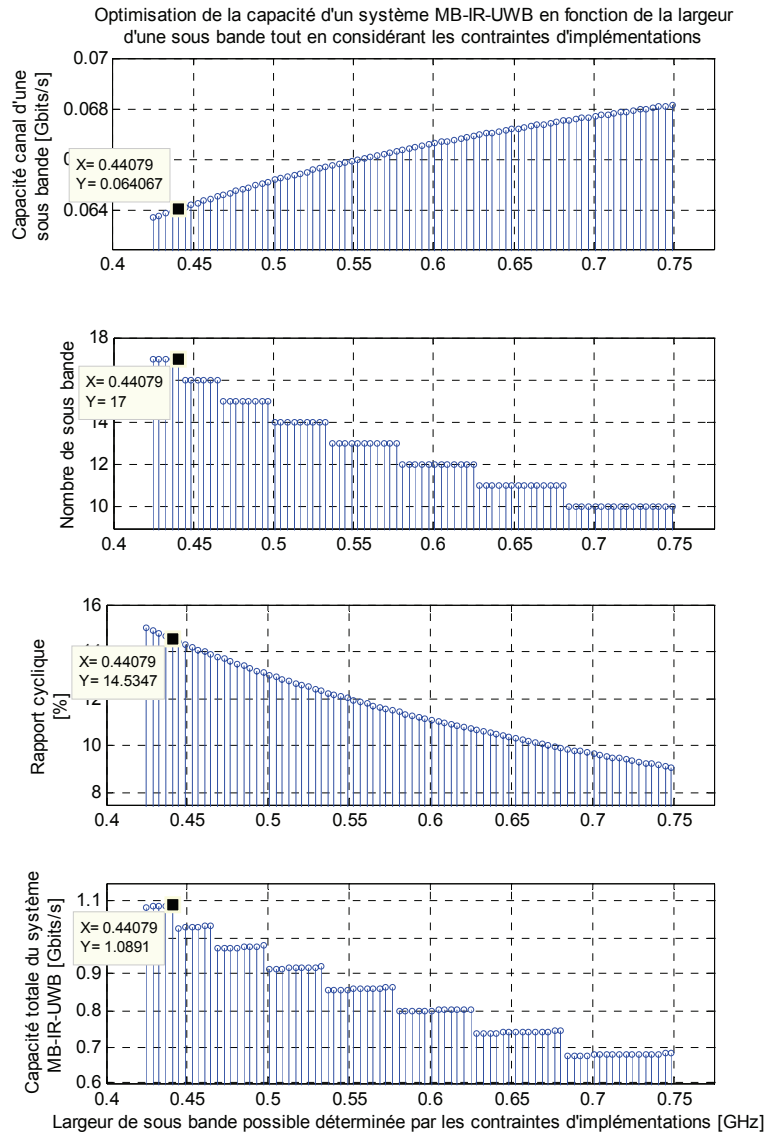 Optimisation de la capacité d'un système MB-IR-UWB en fonction de la largeur
d'une sous bande tout en considérant les contraintes d'implémentations
Capacité canal d'une
sous bande [Gbits/s]
0.07
0.068
0.064
X= 0.44079
Y= 0.064067
0.4 0.45 0.5 0.55 0.6 0.65 0.7 0.75
Nombre de sous bande
18
14
12
10
X= 0.44079
Y= 17
0.4 0.45 0.5 0.55 0.6 0.65 0.7 0.75
Rapport cyclique
[%]
16
12
10
8
X= 0.44079
Y= 14.5347
0.4 0.45 0.5 0.55 0.6 0.65 0.7 0.75
Capacité totale du système
MB-IR-UWB [Gbits/s]
1.1
0.9
0.8
0.7
0.6
X= 0.44079
Y= 1.0891
0.4 0.45 0.5 0.55 0.6 0.65 0.7 0.75
Largeur de sous bande possible déterminée par les contraintes d'implémentations [GHz]